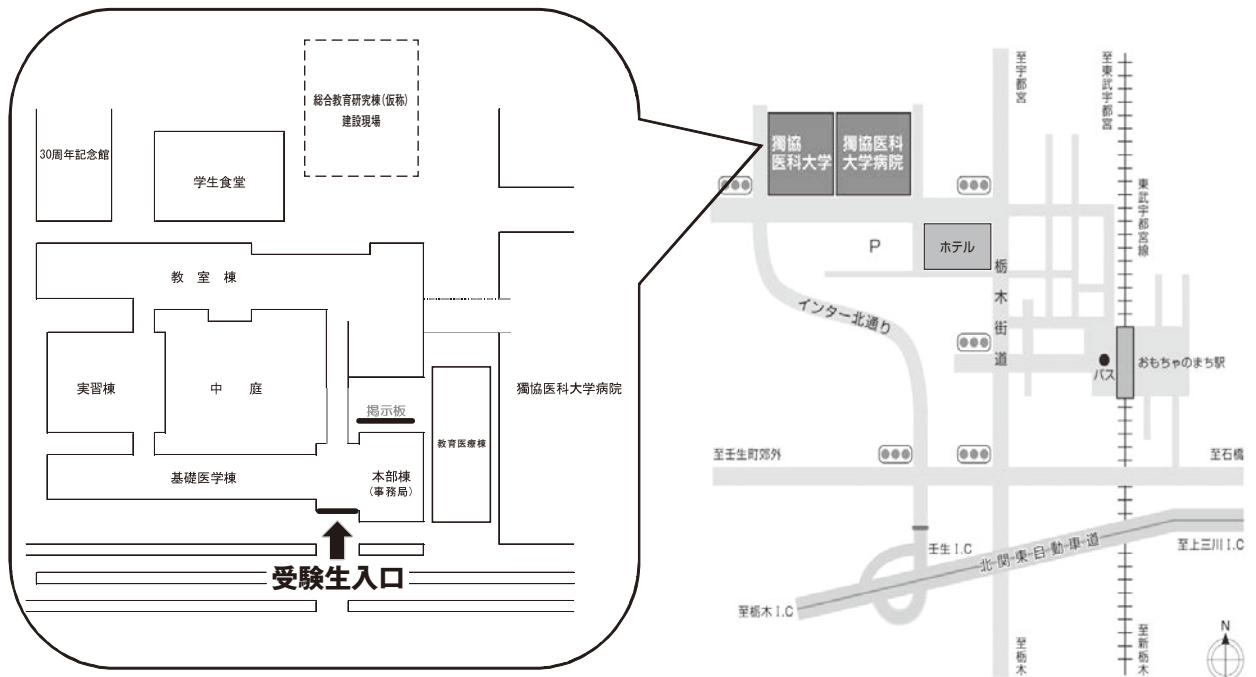 総合教育研究棟(仮称)
建設現場
30周年記念館
学生食堂
教室棟
実習棟
中庭
掲示板
教育医療棟
獨協医科大学病院
基礎医学棟
本部棟
(事務局)
受験生入口
至宇都宮
至東武宇都宮
獨協
医科大学
獨協医科
大学病院
東武宇都宮線
P
ホテル
栃木街道
インター北通り
バス
おもちゃのまち駅
至壬生町郊外
至石橋
壬生I.C
北関東自動車道
至上三川I.C
至栃木I.C
至栃木
至新栃木
N